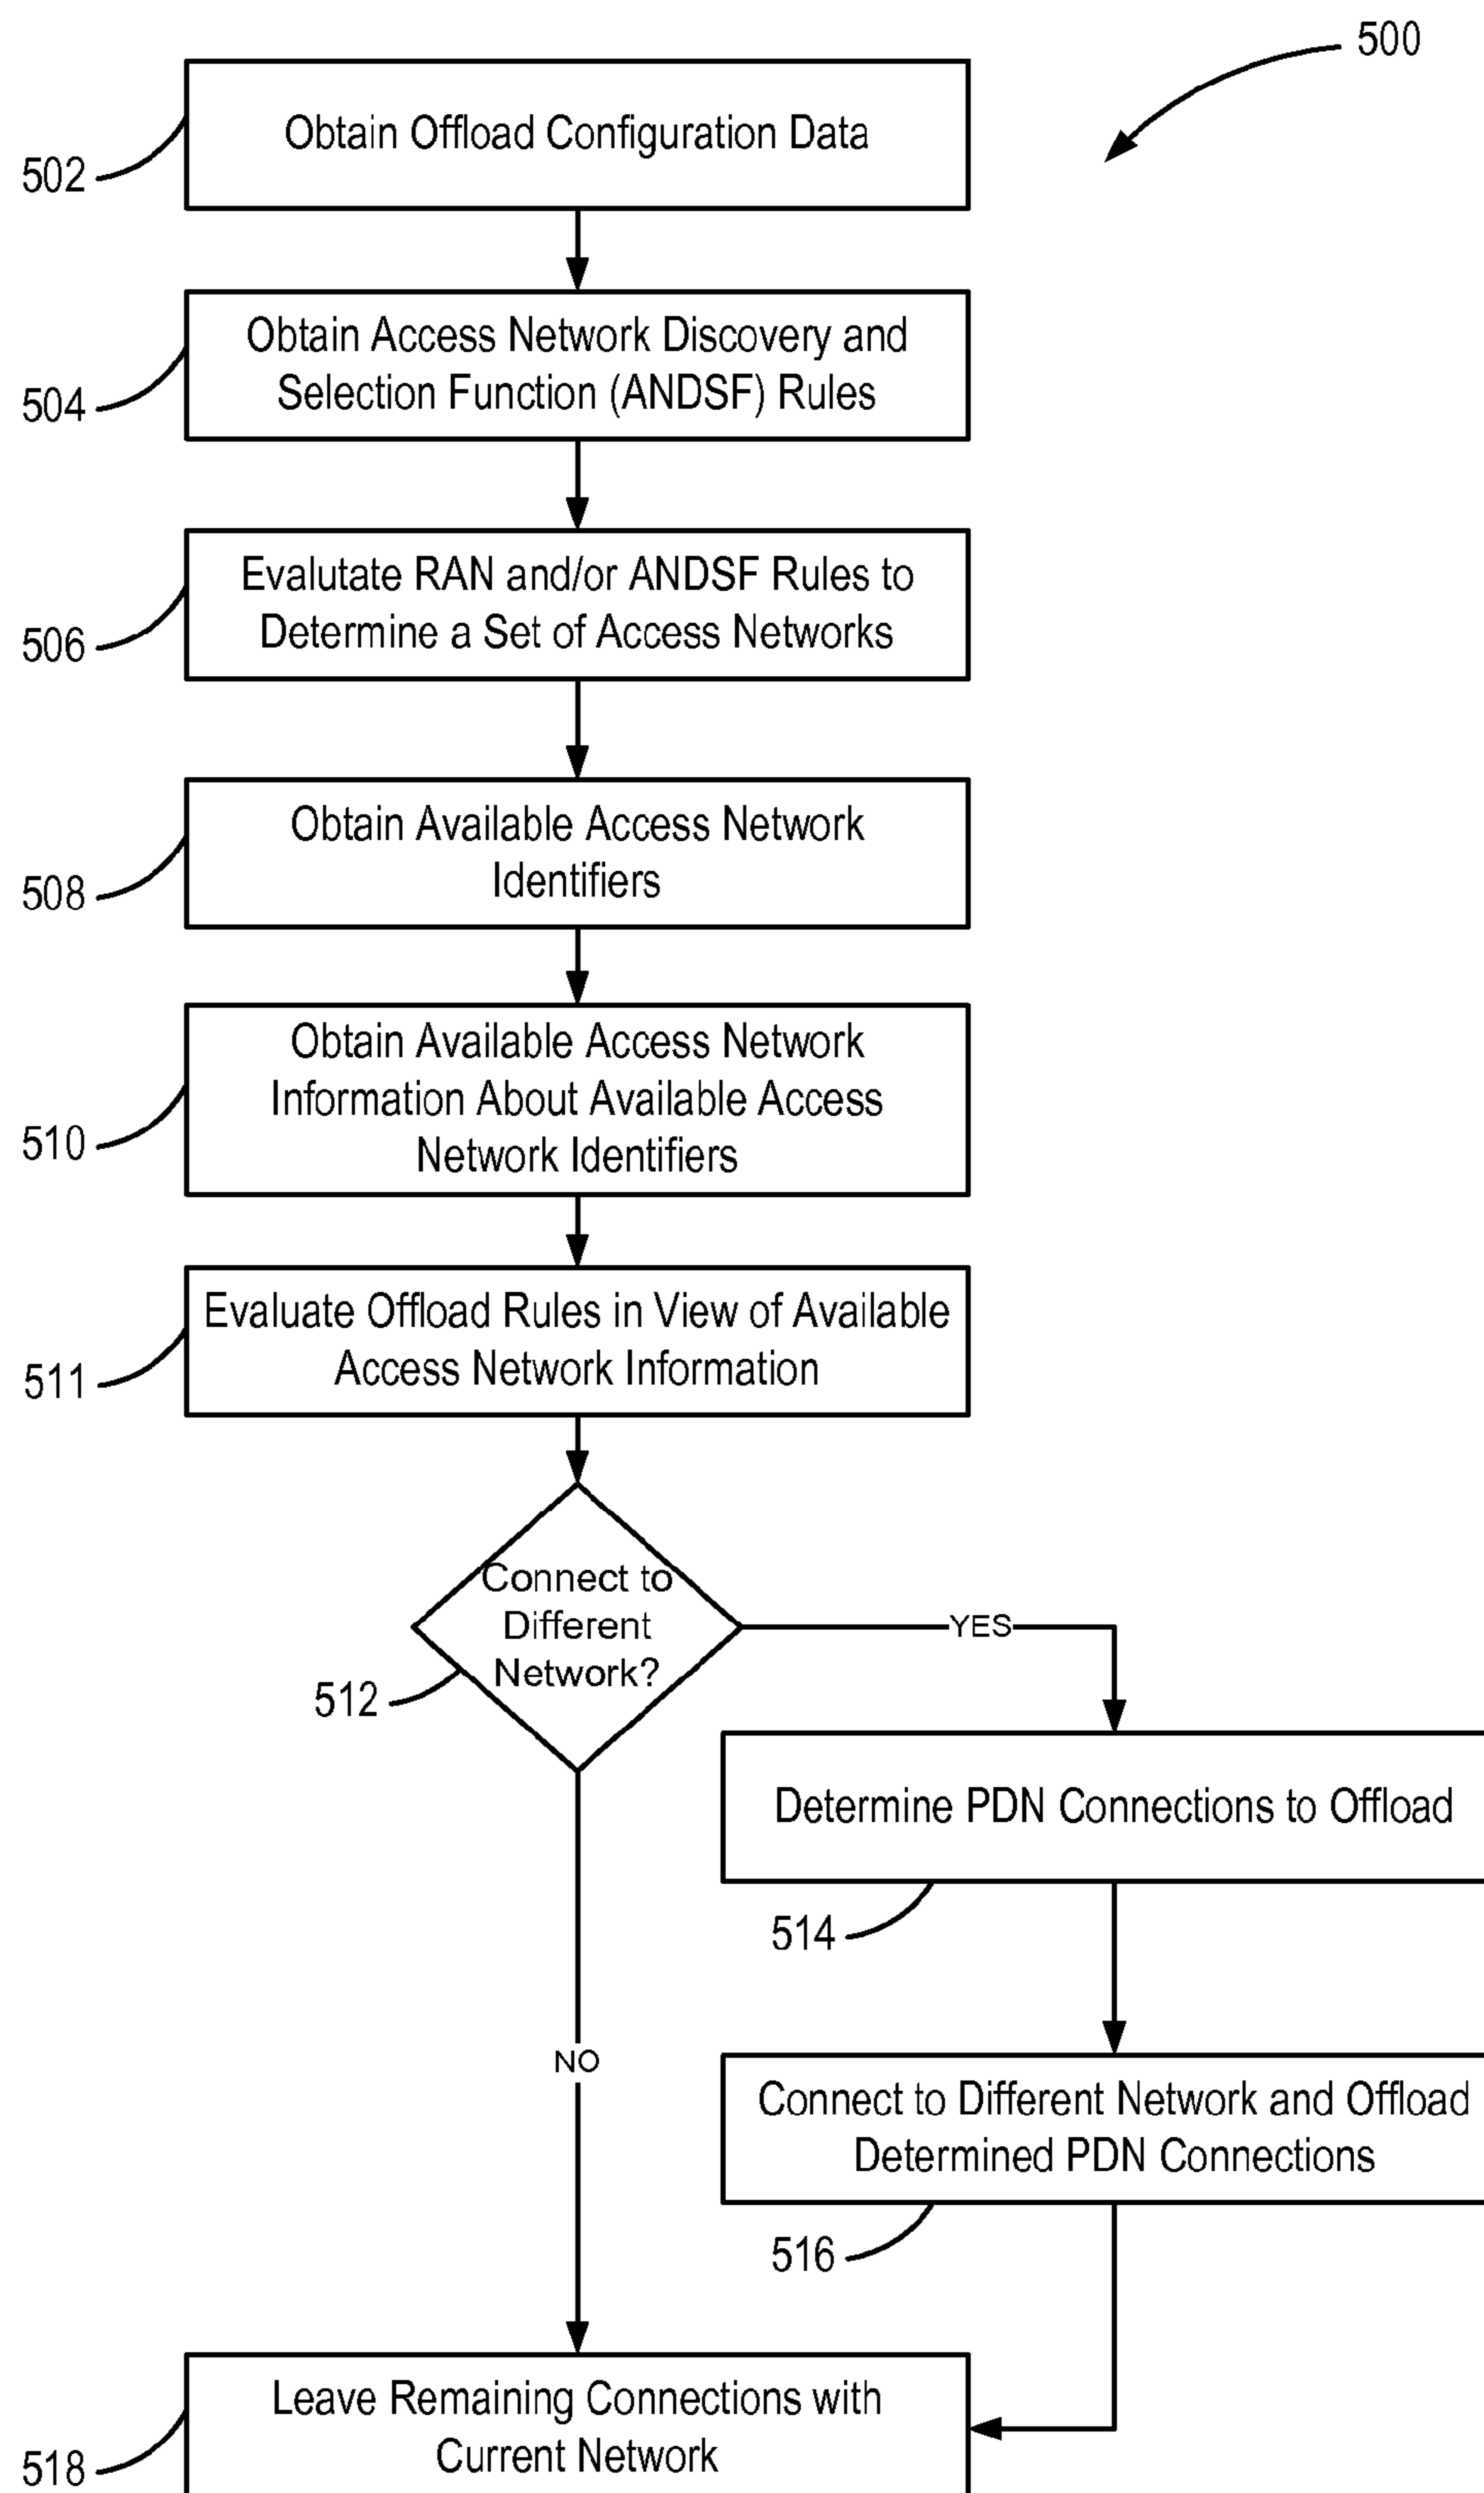 500
Obtain Offload Configuration Data
502
Obtain Access Network Discovery and
Selection Function (ANDSF) Rules
504
Evalutate RAN and/or ANDSF Rules to
Determine a Set of Access Networks
506
Obtain Available Access Network
Identifiers
508
Obtain Available Access Network
Information About Available Access
Network Identifiers
510
Evaluate Offload Rules in View of Available
Access Network Information
511
Connect to
Different
Network?
512
YES
Determine PDN Connections to Offload
514
NO
Connect to Different Network and Offload
Determined PDN Connections
516
Leave Remaining Connections with
Current Network
518